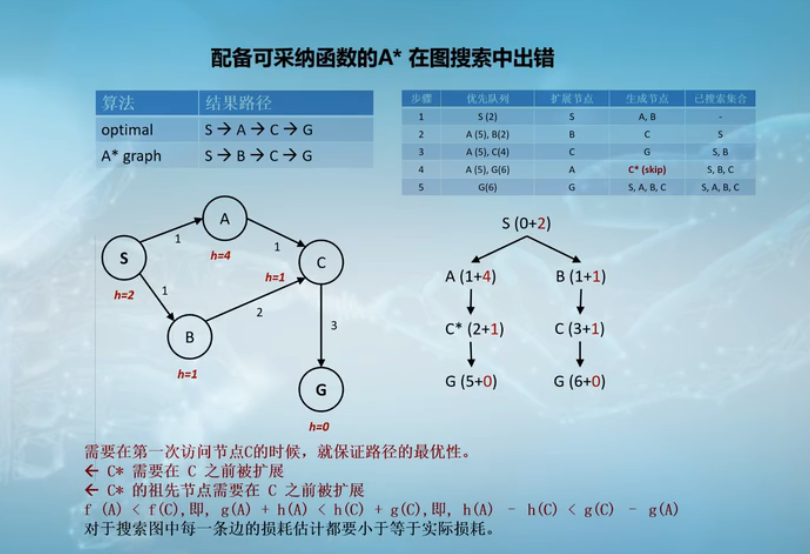 配备可采纳函数的A* 在图搜索中出错
算法 结果路径
optimal S → A → C → G
A* graph S → B → C → G
步骤 优先队列 扩展节点 生成节点 已搜索集合
1 S (2) S A, B -
2 A (5), B(2) B C S
3 A (5), C(4) C G S, B
4 A (5), G(6) A C* (skip) S, B, C
5 G(6) G S, A, B, C S, A, B, C
S
h=2
1
1
A
h=4
1
B
h=1
2
C
h=1
3
G
h=0
S (0+2)
A (1+4) B (1+1)
C* (2+1) C (3+1)
G (5+0) G (6+0)
需要在第一次访问节点C的时候，就保证路径的最优性。
← C* 需要在 C 之前被扩展
← C* 的祖先节点需要在 C 之前被扩展
f (A) < f(C),即, g(A) + h(A) < h(C) + g(C),即, h(A) - h(C) < g(C) - g(A)
对于搜索图中每一条边的损耗估计都要小于等于实际损耗。